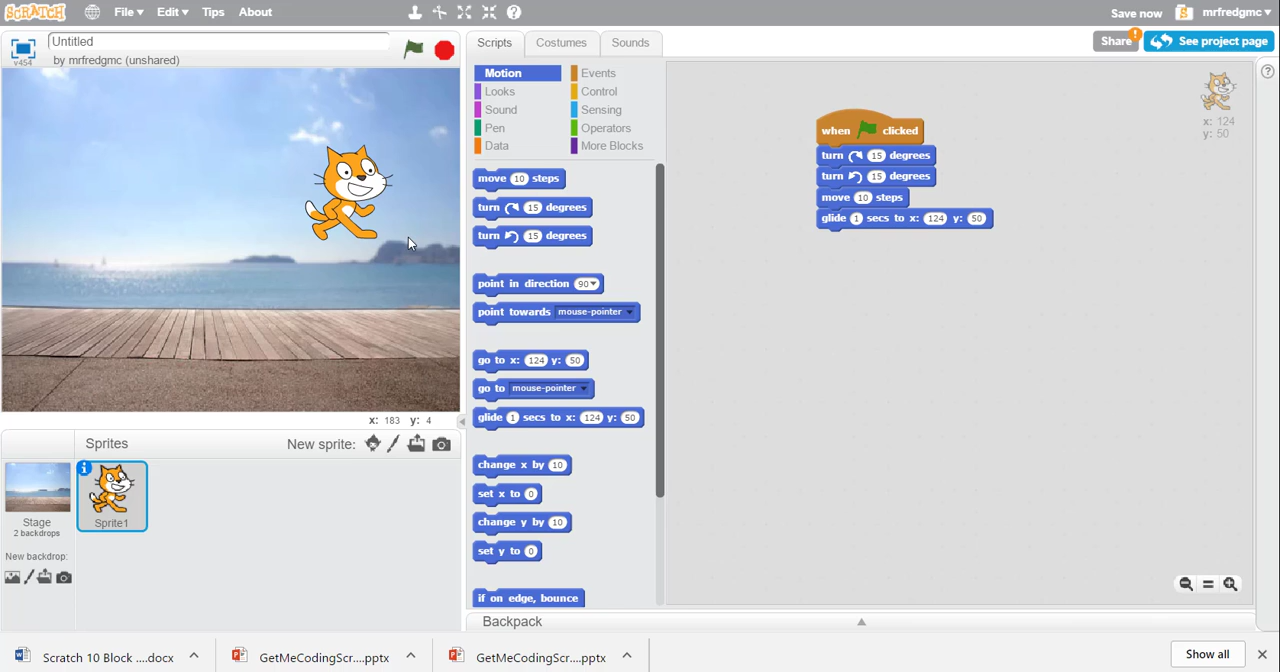 SCRATCH File Edit Tips About Save now mrfredgmc
Untitled
by mrfredgmc (unshared)
v454
Scripts Costumes Sounds
Share ! See project page
Motion Events
Looks Control
Sound Sensing
Pen Operators
Data More Blocks
move 10 steps
turn 15 degrees
turn 15 degrees
point in direction 90
point towards mouse-pointer
go to x: 124 y: 50
go to mouse-pointer
glide 1 secs to x: 124 y: 50
change x by 10
set x to 0
change y by 10
set y to 0
if on edge, bounce
when clicked
turn 15 degrees
turn 15 degrees
move 10 steps
glide 1 secs to x: 124 y: 50
x: 124
y: 50
x: 183 y: 4
Sprites New sprite:
Stage
2 backdrops
New backdrop:
i
Sprite1
Backpack
Scratch 10 Block ....docx
GetMeCodingScr....pptx
GetMeCodingScr....pptx
Show all